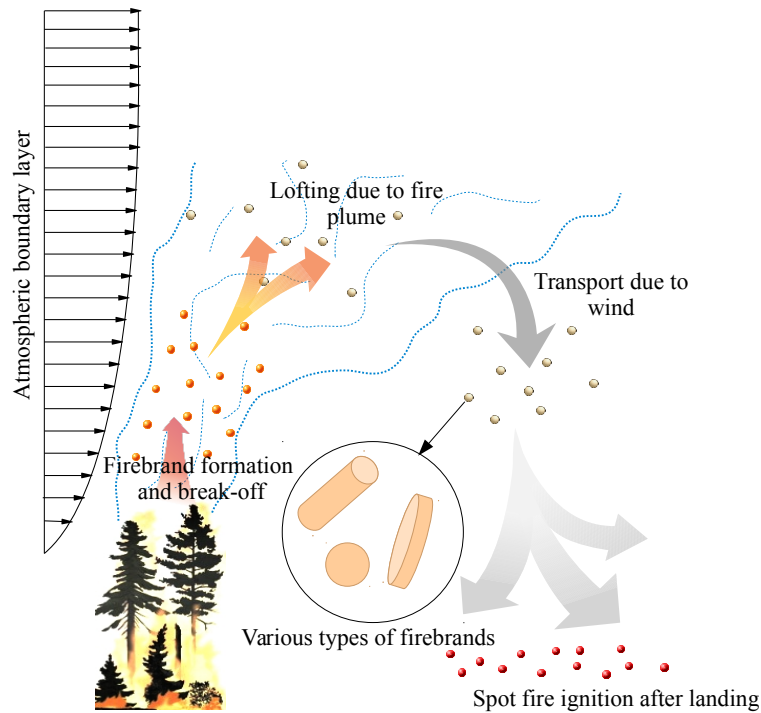 Atmospheric boundary layer
Lofting due to fire
plume
Transport due to
wind
Firebrand formation
and break-off
Various types of firebrands
Spot fire ignition after landing